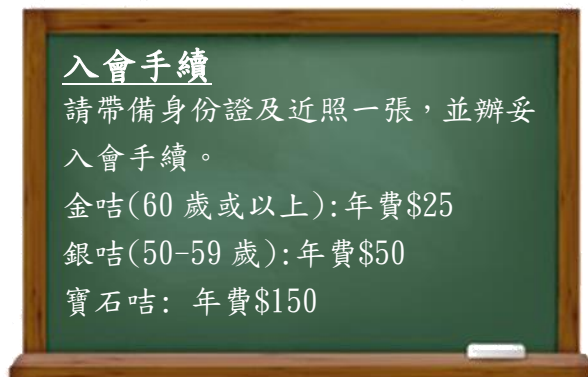 入會手續
請帶備身份證及近照一張，並辦妥
入會手續。
金咭(60 歲或以上):年費$25
銀咭(50-59 歲):年費$50
寶石咭: 年費$150